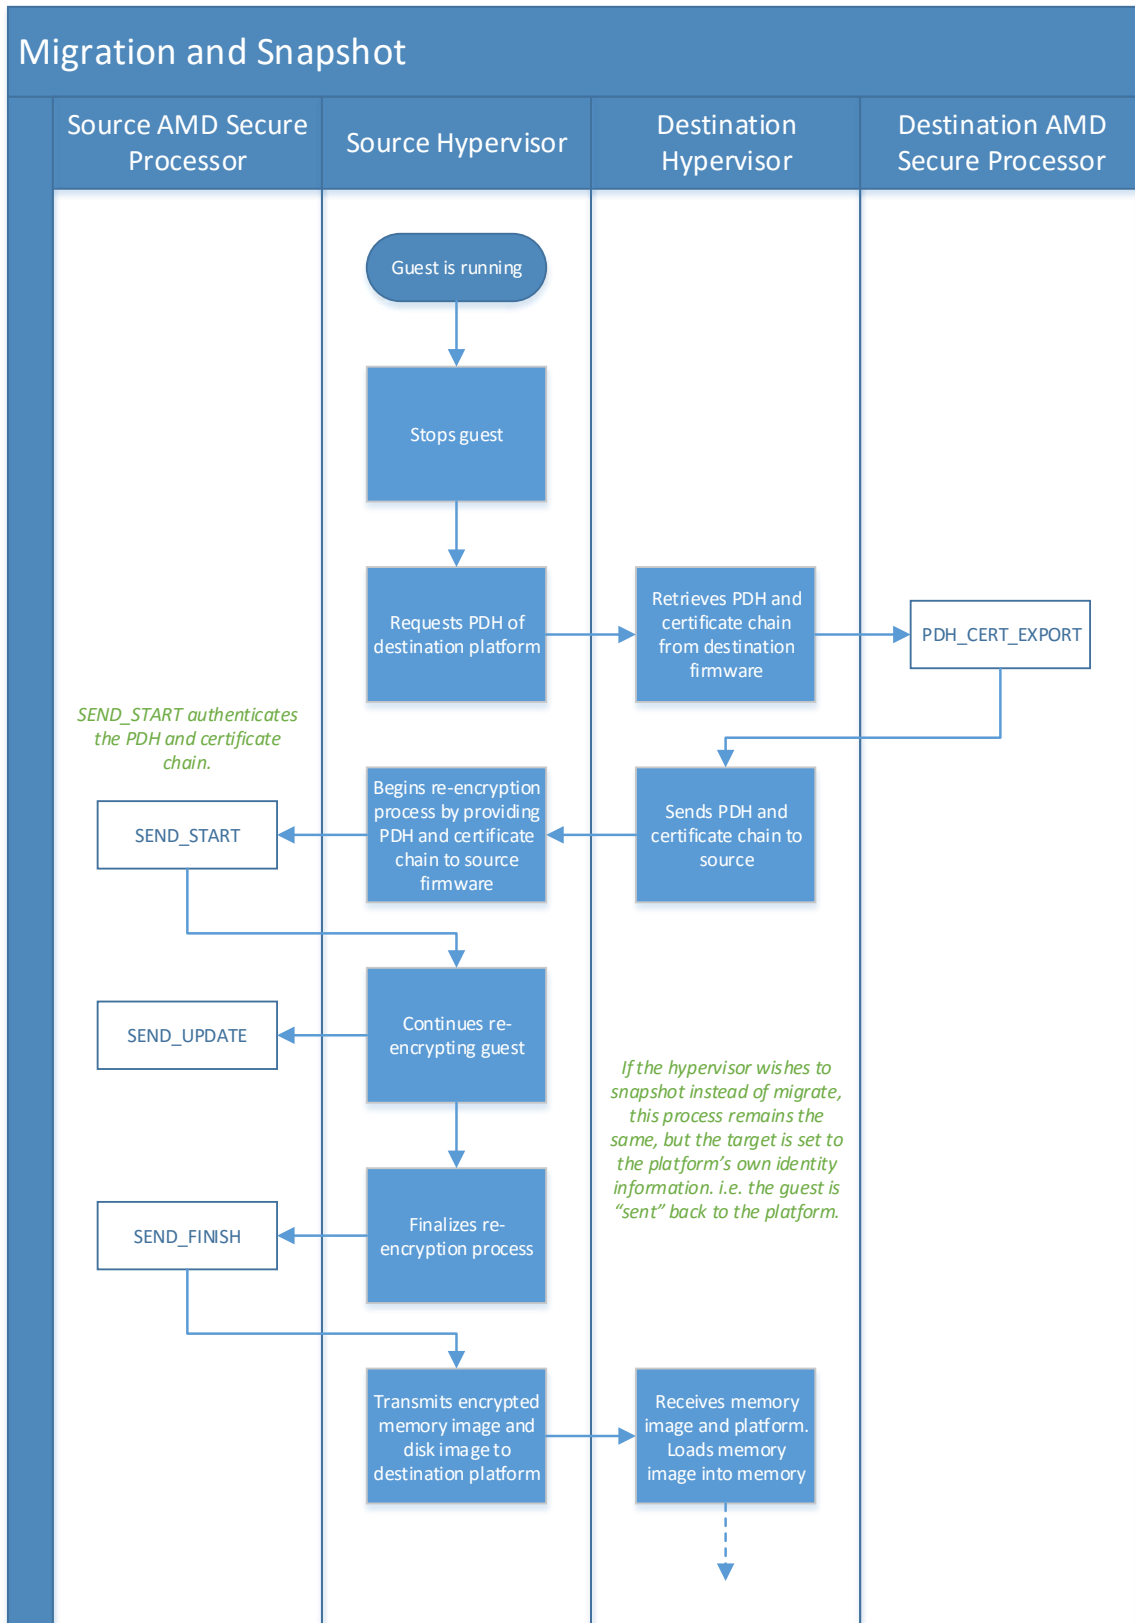 Migration and Snapshot
Source AMD Secure
Processor
Source Hypervisor
Destination
Hypervisor
Destination AMD
Secure Processor
Guest is running
Stops guest
Requests PDH of
destination platform
Retrieves PDH and
certificate chain
from destination
firmware
PDH_CERT_EXPORT
SEND_START authenticates
the PDH and certificate
chain.
SEND_START
Begins re-encryption
process by providing
PDH and certificate
chain to source
firmware
Sends PDH and
certificate chain to
source
SEND_UPDATE
Continues re-
encrypting guest
If the hypervisor wishes to
snapshot instead of migrate,
this process remains the
same, but the target is set to
the platform’s own identity
information. i.e. the guest is
“sent” back to the platform.
SEND_FINISH
Finalizes re-
encryption process
Transmits encrypted
memory image and
disk image to
destination platform
Receives memory
image and platform.
Loads memory
image into memory